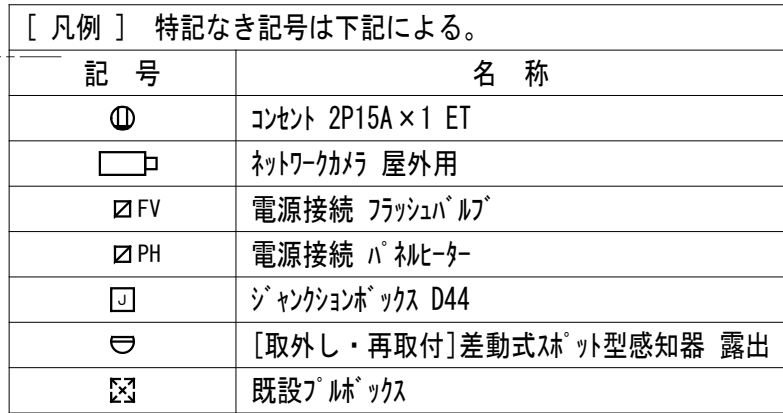 [ 凡例 ] 特記なき記号は下記による。
記 号 名 称
コンセント 2P15A×1 ET
ネットワークカメラ 屋外用
FV 電源接続 フラッシュバルブ
PH 電源接続 パネルヒーター
J ジャンクションボックス D44
[取外し・再取付]差動式スポット型感知器 露出
既設プルボックス